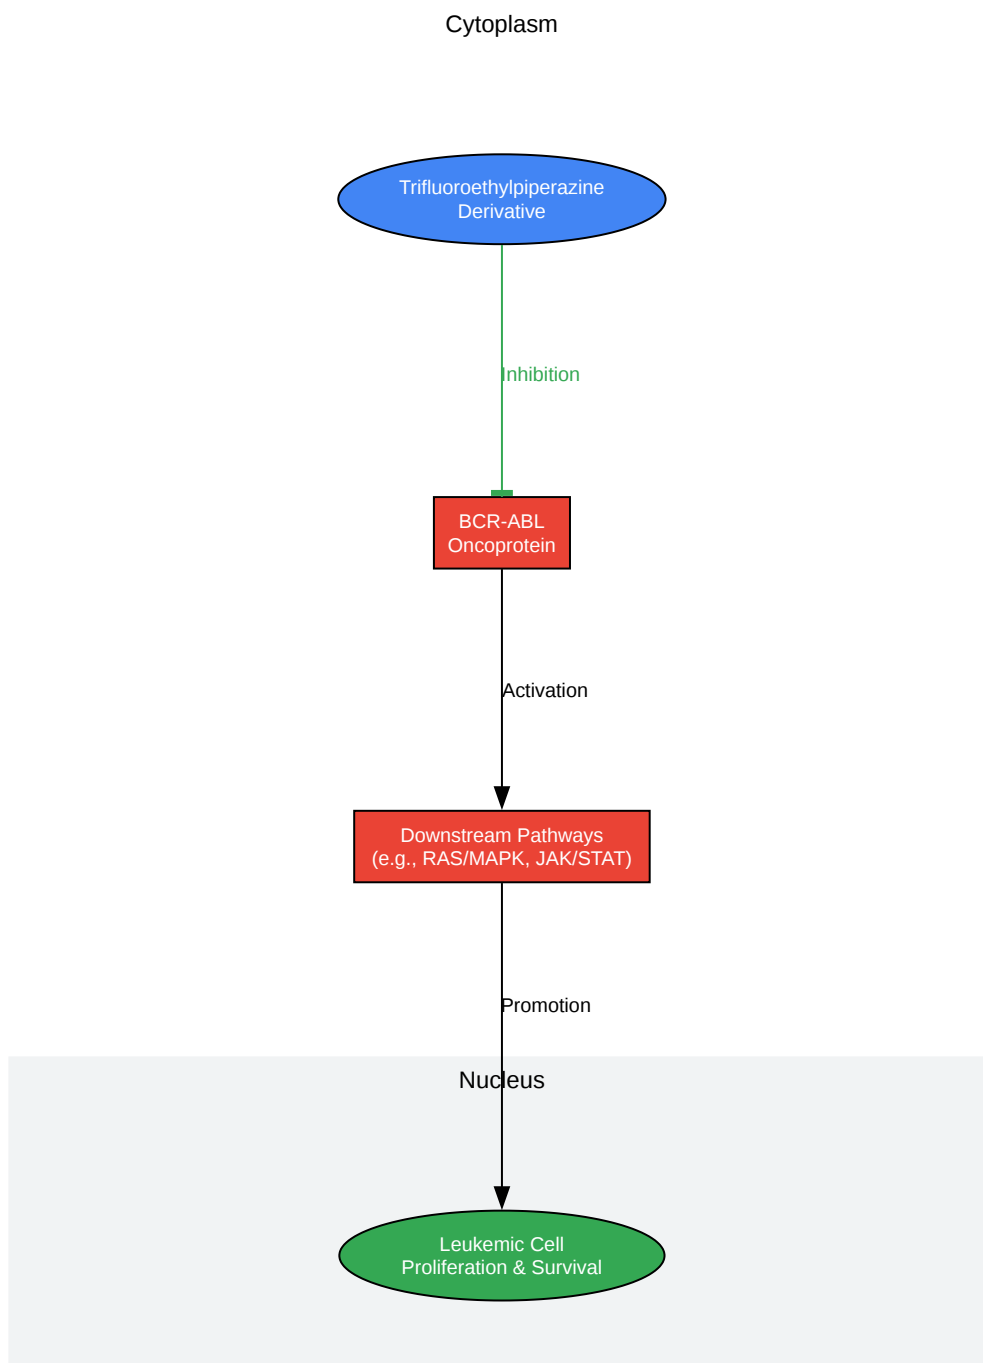 Cytoplasm
Trifluoroethylpiperazine
Derivative
Inhibition
BCR-ABL
Oncoprotein
Activation
Downstream Pathways
(e.g., RAS/MAPK, JAK/STAT)
Promotion
Nucleus
Leukemic Cell
Proliferation & Survival